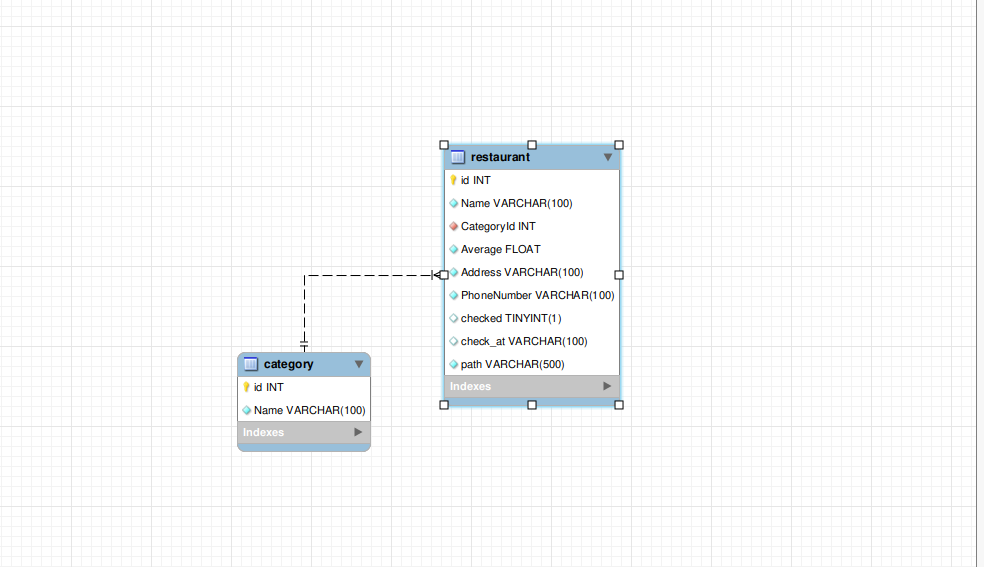 restaurant
id INT
Name VARCHAR(100)
CategoryId INT
Average FLOAT
Address VARCHAR(100)
PhoneNumber VARCHAR(100)
checked TINYINT(1)
check_at VARCHAR(100)
path VARCHAR(500)
Indexes
category
id INT
Name VARCHAR(100)
Indexes